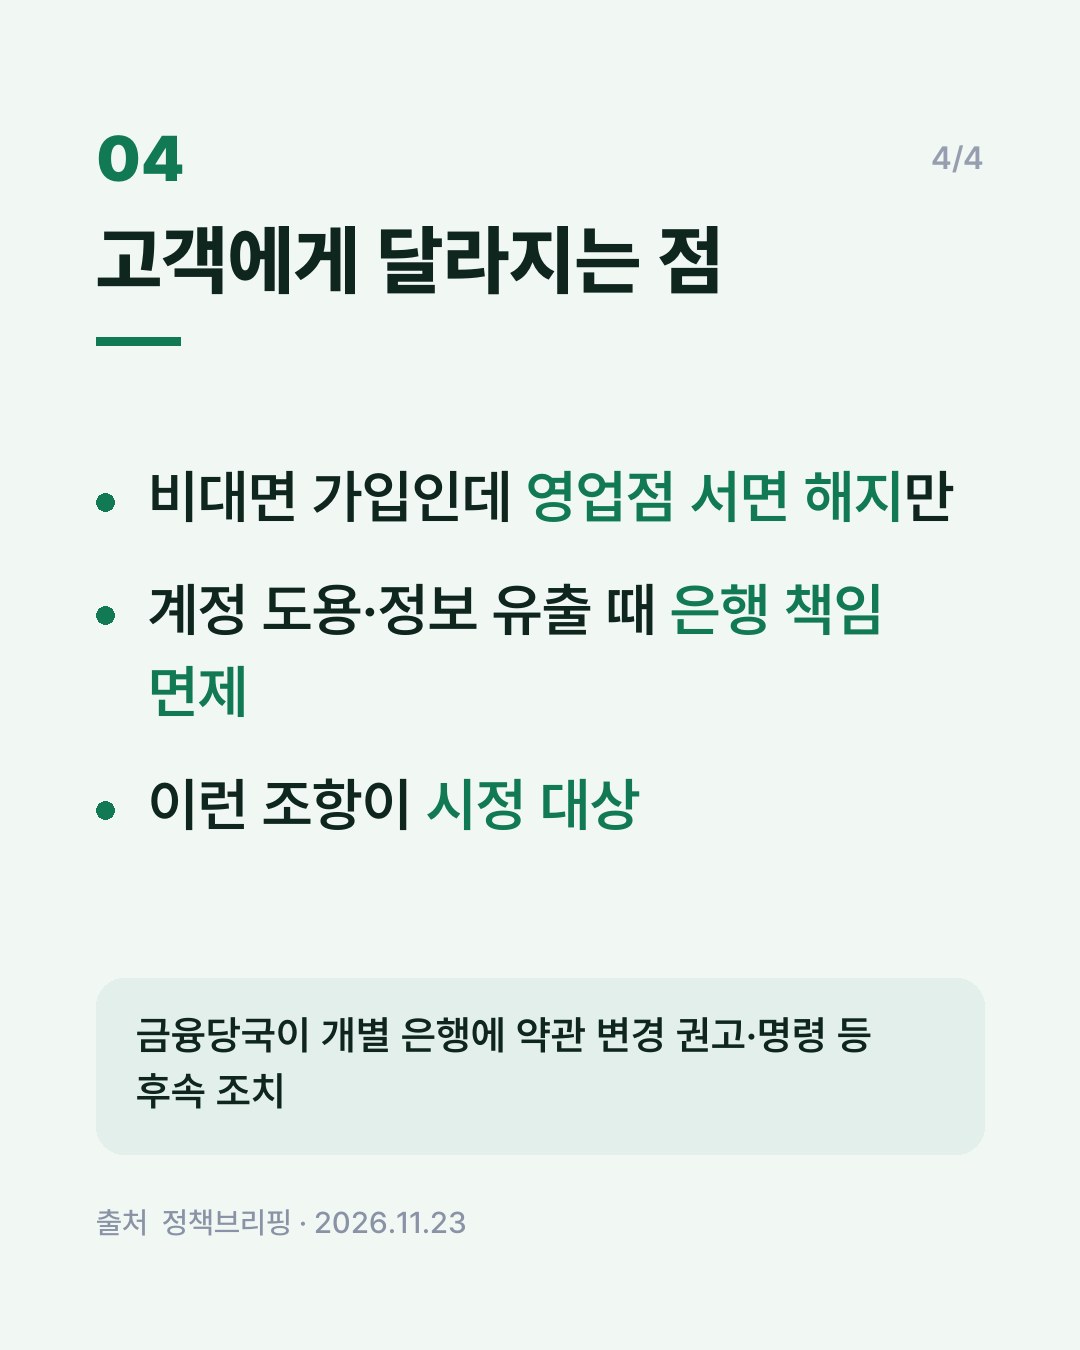 04
4/4
고객에게 달라지는 점
비대면 가입인데 영업점 서면 해지만
계정 도용·정보 유출 때 은행 책임
면제
이런 조항이 시정 대상
금융당국이 개별 은행에 약관 변경 권고·명령 등
후속 조치
출처 정책브리핑 · 2026.11.23